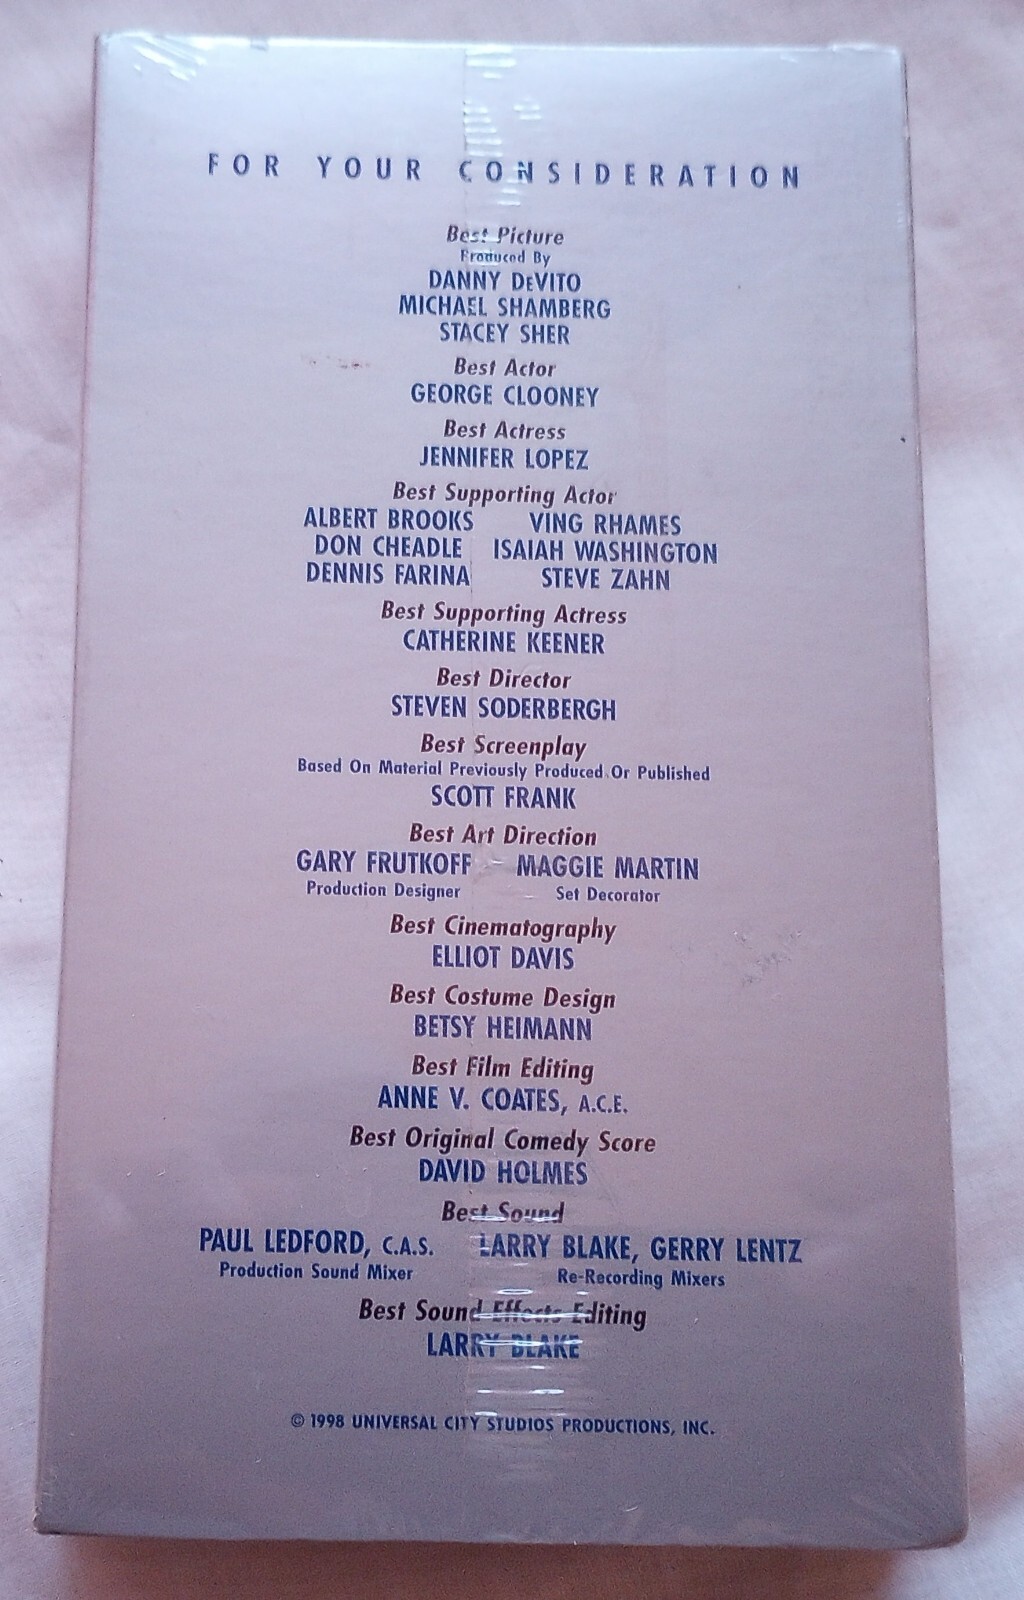 FOR YOUR CONSIDERATION
Best Picture
Produced By
DANNY DeVITO
MICHAEL SHAMBERG
STACEY SHER
Best Actor
GEORGE CLOONEY
Best Actress
JENNIFER LOPEZ
Best Supporting Actor
ALBERT BROOKS VING RHAMES
DON CHEADLE ISAIAH WASHINGTON
DENNIS FARINA STEVE ZAHN
Best Supporting Actress
CATHERINE KEENER
Best Director
STEVEN SODERBERGH
Best Screenplay
Based On Material Previously Produced Or Published
SCOTT FRANK
Best Art Direction
GARY FRUTKOFF MAGGIE MARTIN
Production Designer Set Decorator
Best Cinematography
ELLIOT DAVIS
Best Costume Design
BETSY HEIMANN
Best Film Editing
ANNE V. COATES, A.C.E.
Best Original Comedy Score
DAVID HOLMES
Best Sound
PAUL LEDFORD, C.A.S. LARRY BLAKE, GERRY LENTZ
Production Sound Mixer Re-Recording Mixers
Best Sound Effects Editing
LARRY BLAKE
© 1998 UNIVERSAL CITY STUDIOS PRODUCTIONS, INC.